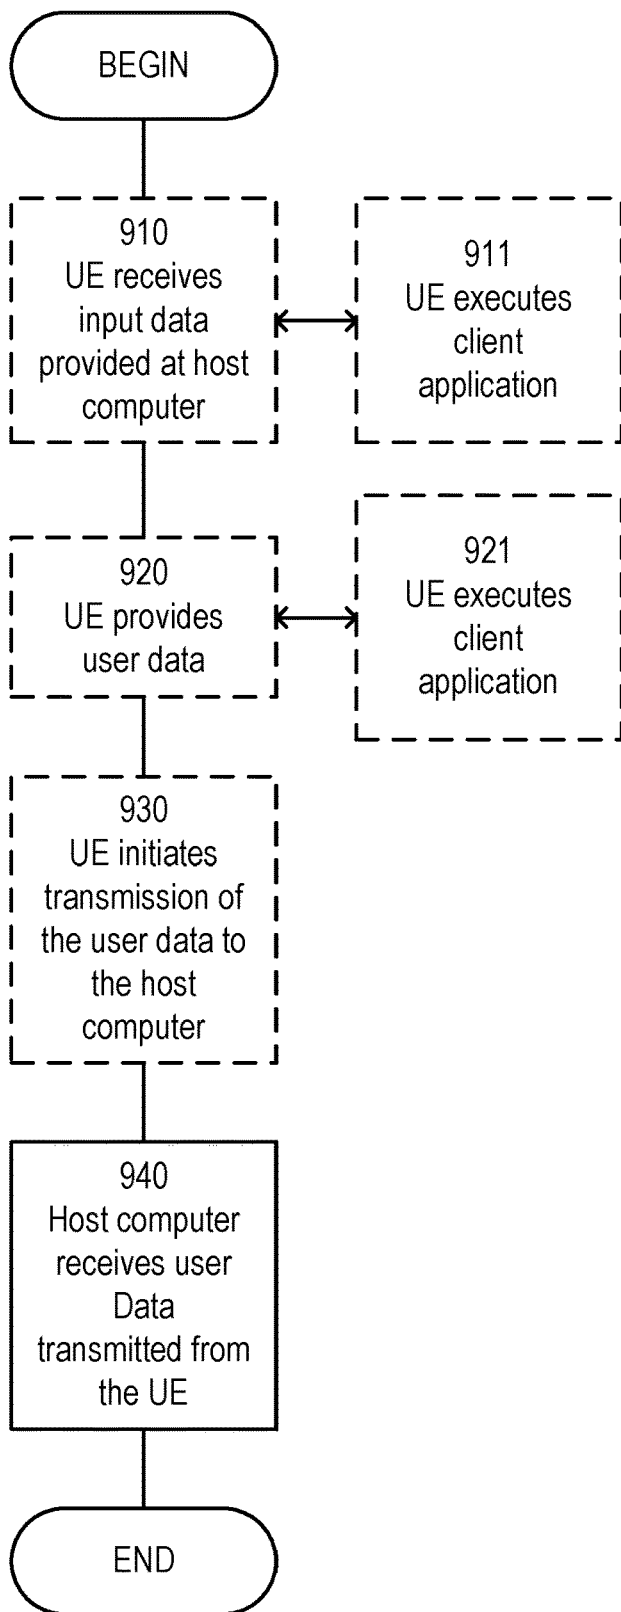 BEGIN
910
UE receives
input data
provided at host
computer
911
UE executes
client
application
920
UE provides
user data
921
UE executes
client
application
930
UE initiates
transmission of
the user data to
the host
computer
940
Host computer
receives user
Data
transmitted from
the UE
END